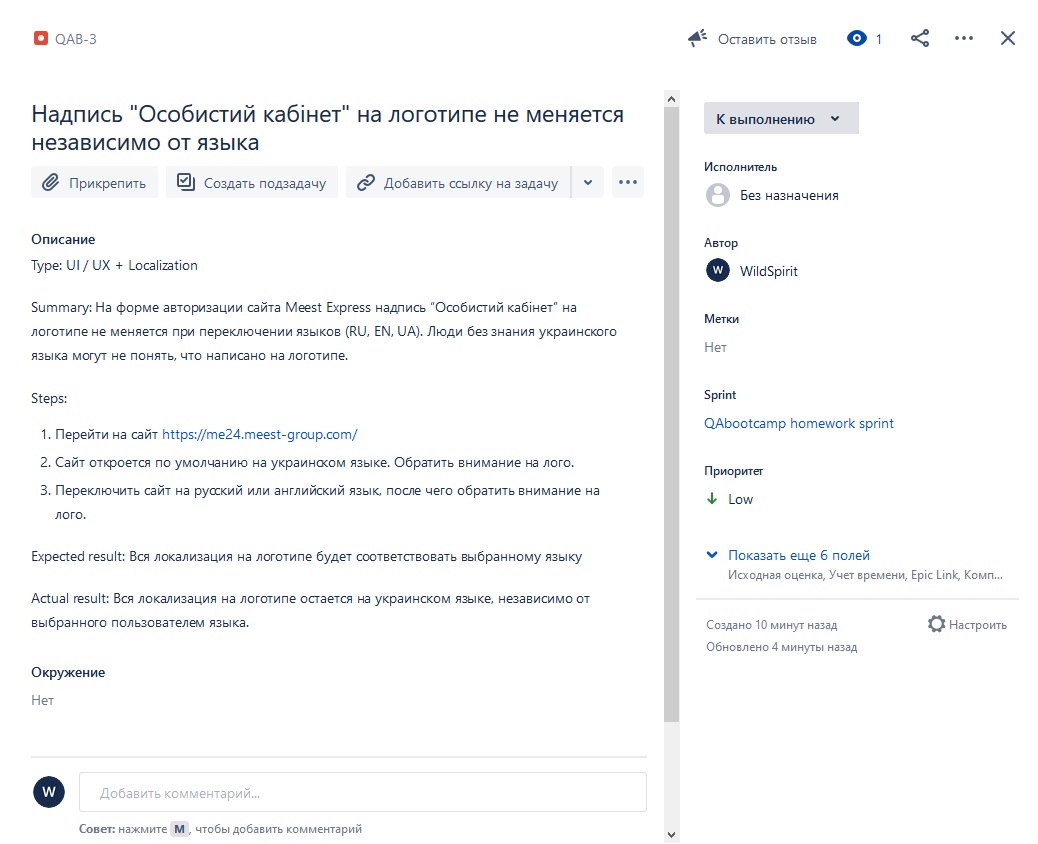 QAB-3
Оставить отзыв
1
Надпись "Особистий кабінет" на логотипе не меняется
независимо от языка
Прикрепить
Создать подзадачу
Добавить ссылку на задачу
Описание
Type: UI / UX + Localization
Summary: На форме авторизации сайта Meest Express надпись “Особистий кабінет” на
логотипе не меняется при переключении языков (RU, EN, UA). Люди без знания украинского
языка могут не понять, что написано на логотипе.
Steps:
1. Перейти на сайт https://me24.meest-group.com/
2. Сайт откроется по умолчанию на украинском языке. Обратить внимание на лого.
3. Переключить сайт на русский или английский язык, после чего обратить внимание на
лого.
Expected result: Вся локализация на логотипе будет соответствовать выбранному языку
Actual result: Вся локализация на логотипе остается на украинском языке, независимо от
выбранного пользователем языка.
Окружение
Нет
W
Добавить комментарий...
Совет: нажмите M, чтобы добавить комментарий
К выполнению
Исполнитель
Без назначения
Автор
W WildSpirit
Метки
Нет
Sprint
QAbootcamp homework sprint
Приоритет
Low
Показать еще 6 полей
Исходная оценка, Учет времени, Epic Link, Комп...
Создано 10 минут назад
Настроить
Обновлено 4 минуты назад